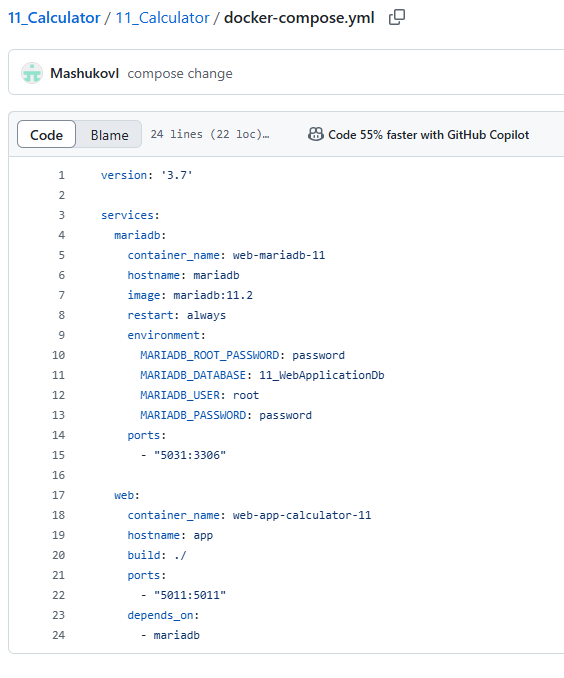 11_Calculator / 11_Calculator / docker-compose.yml
Mashukovl compose change
Code Blame 24 lines (22 loc)… Code 55% faster with GitHub Copilot
1 version: '3.7'
2
3 services:
4   mariadb:
5     container_name: web-mariadb-11
6     hostname: mariadb
7     image: mariadb:11.2
8     restart: always
9     environment:
10       MARIADB_ROOT_PASSWORD: password
11       MARIADB_DATABASE: 11_WebApplicationDb
12       MARIADB_USER: root
13       MARIADB_PASSWORD: password
14     ports:
15       - "5031:3306"
16
17   web:
18     container_name: web-app-calculator-11
19     hostname: app
20     build: ./
21     ports:
22       - "5011:5011"
23     depends_on:
24       - mariadb